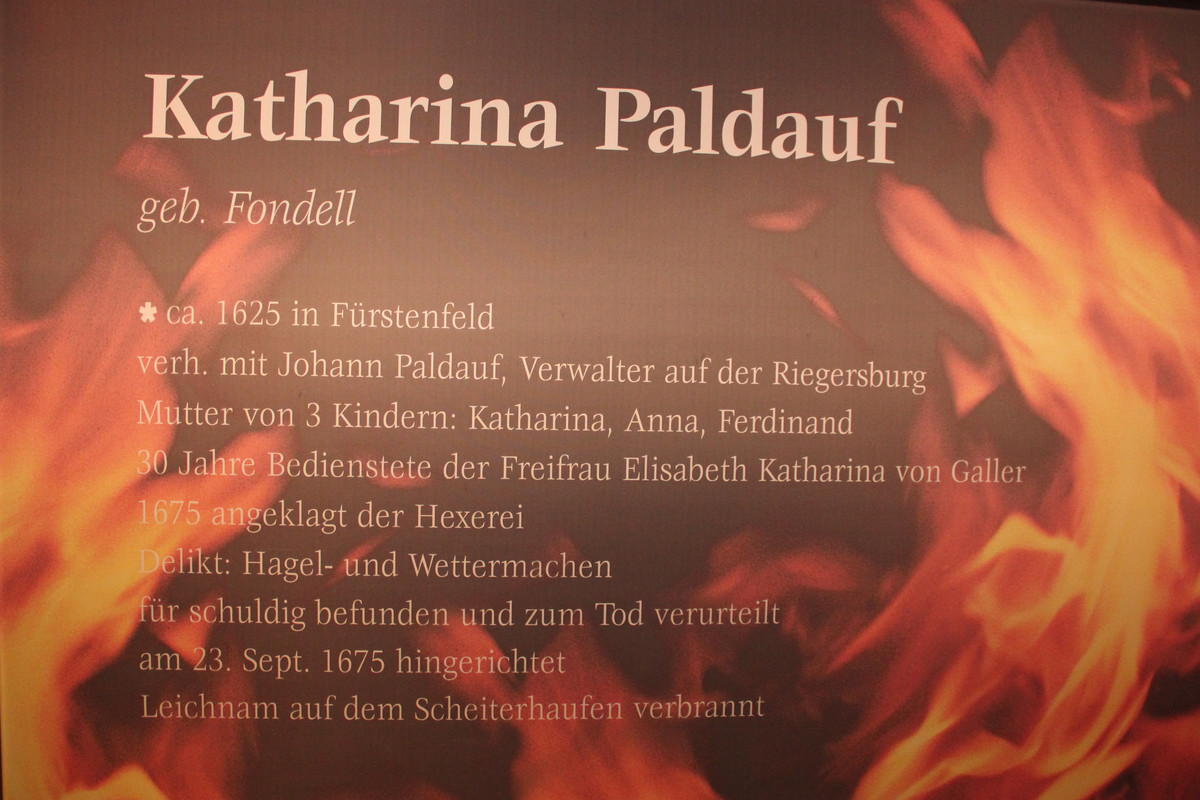 Katharina Paldauf
geb. Fondell
* ca. 1625 in Fürstenfeld
verh. mit Johann Paldauf, Verwalter auf der Riegersburg
Mutter von 3 Kindern: Katharina, Anna, Ferdinand
30 Jahre Bedienstete der Freifrau Elisabeth Katharina von Galler
1675 angeklagt der Hexerei
Delikt: Hagel- und Wettermachen
für schuldig befunden und zum Tod verurteilt
am 23. Sept. 1675 hingerichtet
Leichnam auf dem Scheiterhaufen verbrannt